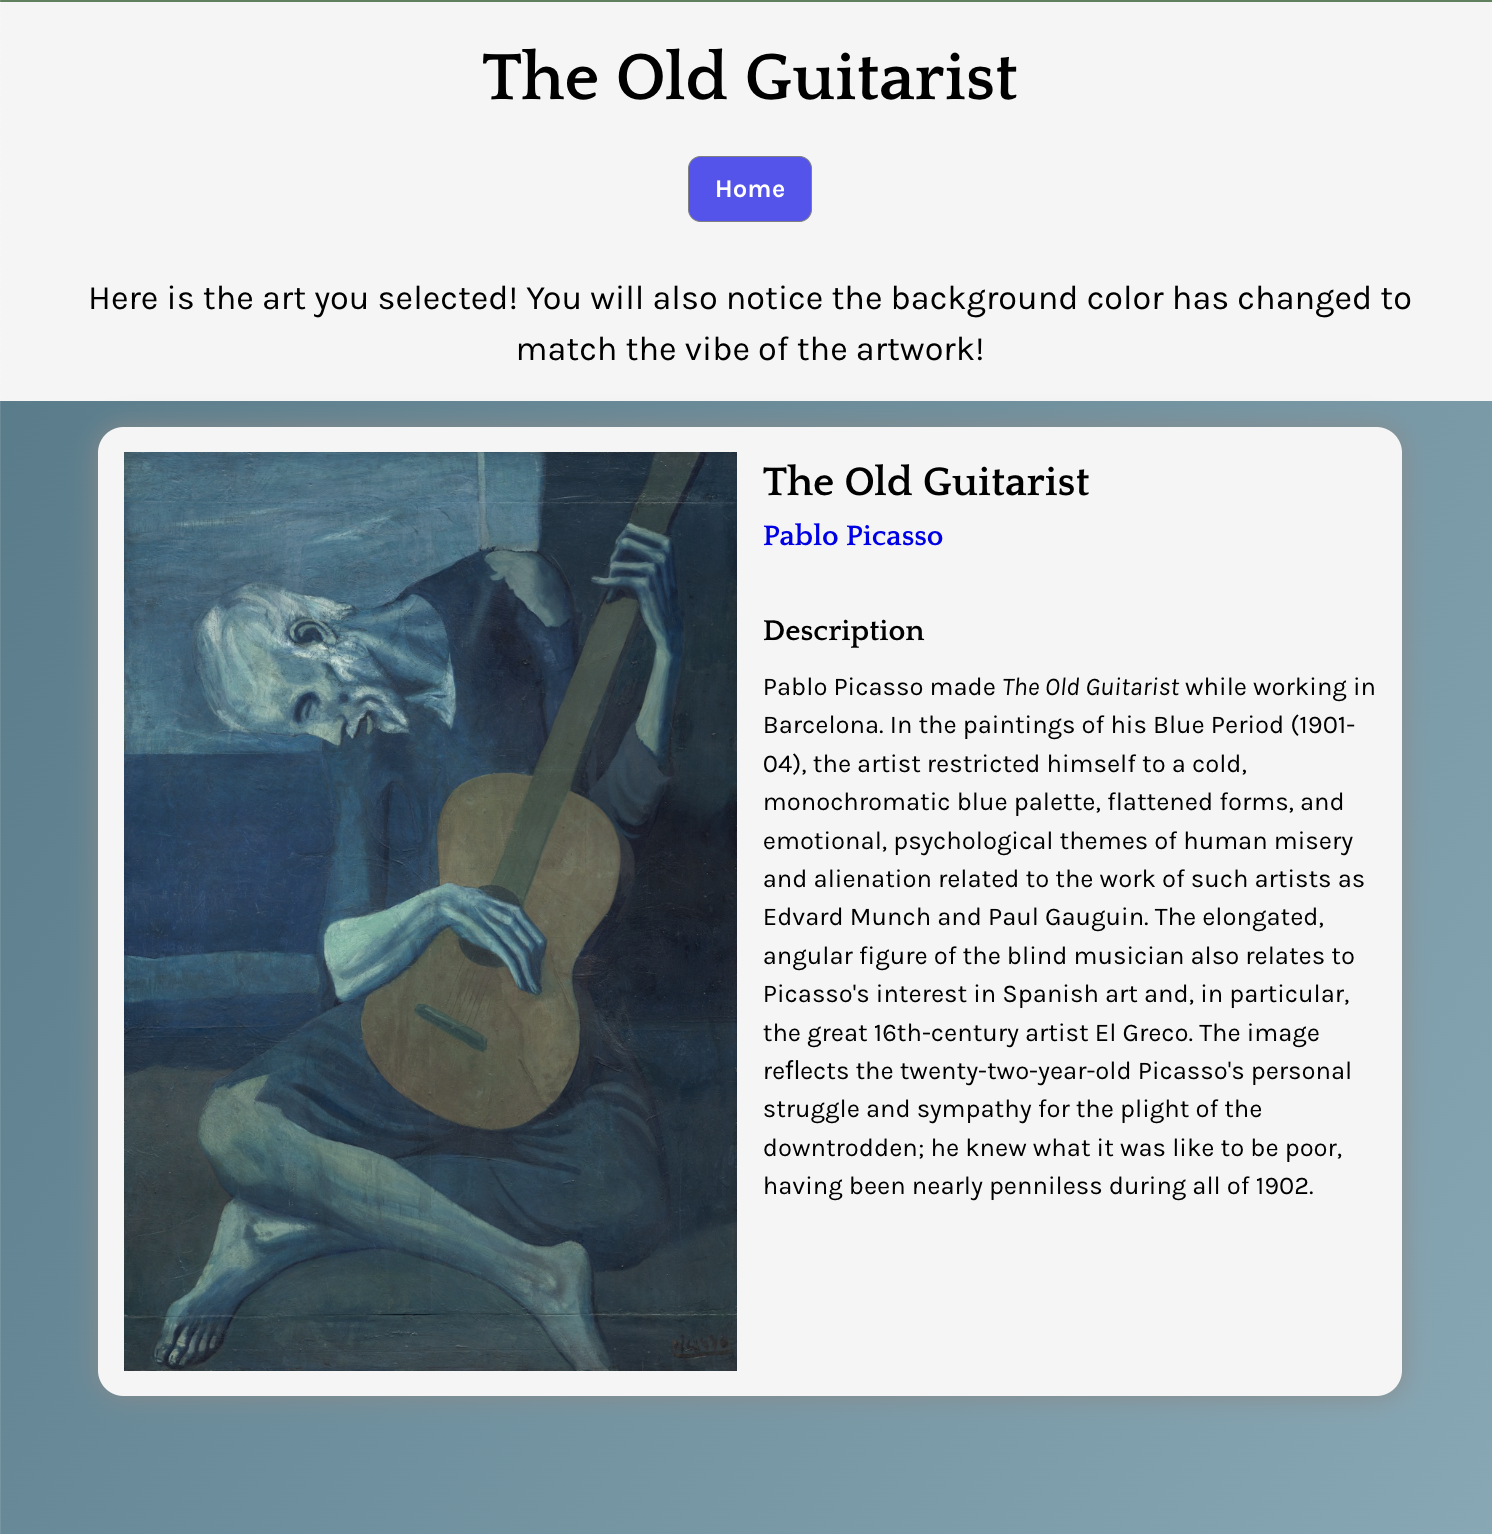 The Old Guitarist
Home
Here is the art you selected! You will also notice the background color has changed to
match the vibe of the artwork!
The Old Guitarist
Pablo Picasso
Description
Pablo Picasso made The Old Guitarist while working in
Barcelona. In the paintings of his Blue Period (1901-
04), the artist restricted himself to a cold,
monochromatic blue palette, flattened forms, and
emotional, psychological themes of human misery
and alienation related to the work of such artists as
Edvard Munch and Paul Gauguin. The elongated,
angular figure of the blind musician also relates to
Picasso's interest in Spanish art and, in particular,
the great 16th-century artist El Greco. The image
reflects the twenty-two-year-old Picasso's personal
struggle and sympathy for the plight of the
downtrodden; he knew what it was like to be poor,
having been nearly penniless during all of 1902.